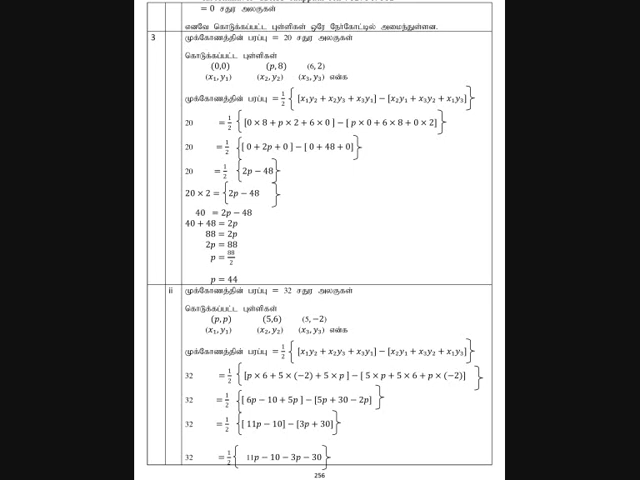 = 0 சதுர அலகுகள்
எனவே கொடுக்கப்பட்ட புள்ளிகள் ஒரே நேர்கோட்டில் அமைந்துள்ளன.
3 முக்கோணத்தின் பரப்பு = 20 சதுர அலகுகள்
கொடுக்கப்பட்ட புள்ளிகள்
(0,0) (p, 8) (6, 2)
(x₁, y₁) (x₂, y₂) (x₃, y₃) என்க
முக்கோணத்தின் பரப்பு = 1/2 { [x₁y₂ + x₂y₃ + x₃y₁] − [x₂y₁ + x₃y₂ + x₁y₃] }
20 = 1/2 { [0 × 8 + p × 2 + 6 × 0 ] − [ p × 0 + 6 × 8 + 0 × 2] }
20 = 1/2 { [ 0 + 2p + 0 ] − [ 0 + 48 + 0] }
20 = 1/2 { 2p − 48 }
20 × 2 = { 2p − 48 }
40 = 2p − 48
40 + 48 = 2p
88 = 2p
2p = 88
p = 88/2
p = 44
ii முக்கோணத்தின் பரப்பு = 32 சதுர அலகுகள்
கொடுக்கப்பட்ட புள்ளிகள்
(p, p) (5,6) (5, −2)
(x₁, y₁) (x₂, y₂) (x₃, y₃) என்க
முக்கோணத்தின் பரப்பு = 1/2 { [x₁y₂ + x₂y₃ + x₃y₁] − [x₂y₁ + x₃y₂ + x₁y₃] }
32 = 1/2 { [p × 6 + 5 × (−2) + 5 × p ] − [ 5 × p + 5 × 6 + p × (−2)] }
32 = 1/2 { [ 6p − 10 + 5p ] − [5p + 30 − 2p] }
32 = 1/2 { [ 11p − 10] − [3p + 30] }
32 = 1/2 { 11p − 10 − 3p − 30 }
256